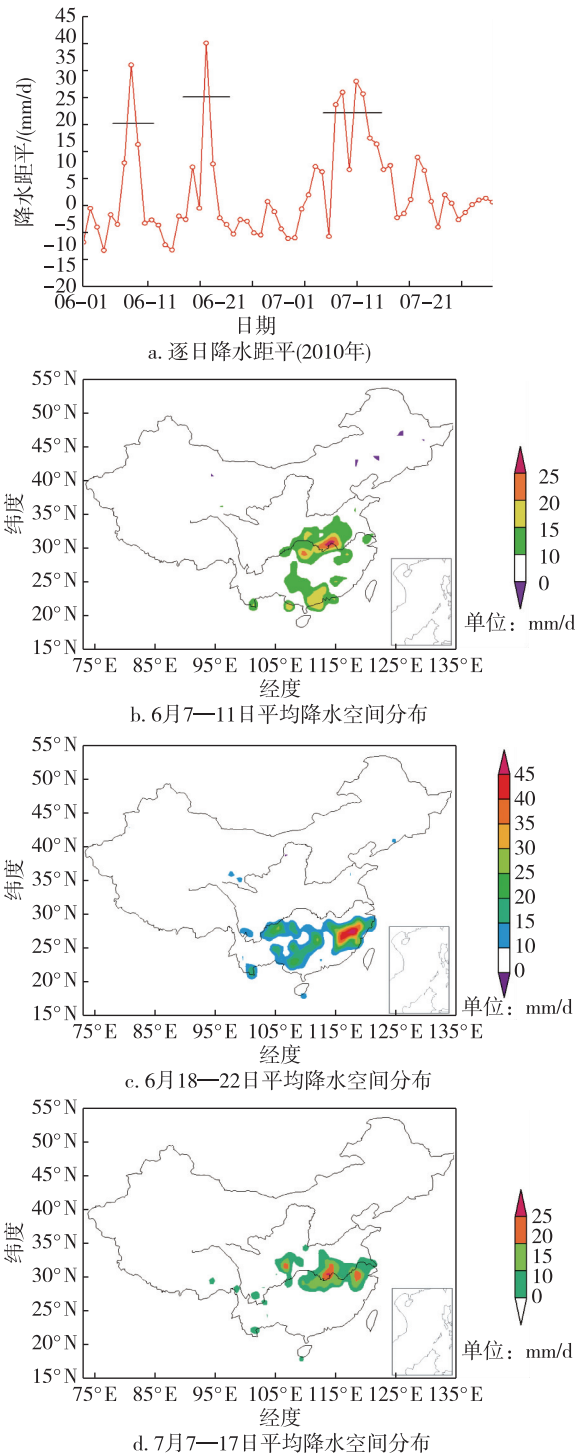 降水距平/(mm/d)
45
40
35
30
25
20
15
10
5
0
-5
-10
-15
-20
06-01 06-11 06-21 07-01 07-11 07-21
日期
a. 逐日降水距平(2010年)
纬度
55°N
50°N
45°N
40°N
35°N
30°N
25°N
20°N
15°N
75°E 85°E 95°E 105°E 115°E 125°E 135°E
经度
25
20
15
10
0
单位：mm/d
b. 6月7—11日平均降水空间分布
纬度
55°N
50°N
45°N
40°N
35°N
30°N
25°N
20°N
15°N
75°E 85°E 95°E 105°E 115°E 125°E 135°E
经度
45
40
35
30
25
20
15
10
0
单位：mm/d
c. 6月18—22日平均降水空间分布
纬度
55°N
50°N
45°N
40°N
35°N
30°N
25°N
20°N
15°N
75°E 85°E 95°E 105°E 115°E 125°E 135°E
经度
25
20
15
10
0
单位：mm/d
d. 7月7—17日平均降水空间分布